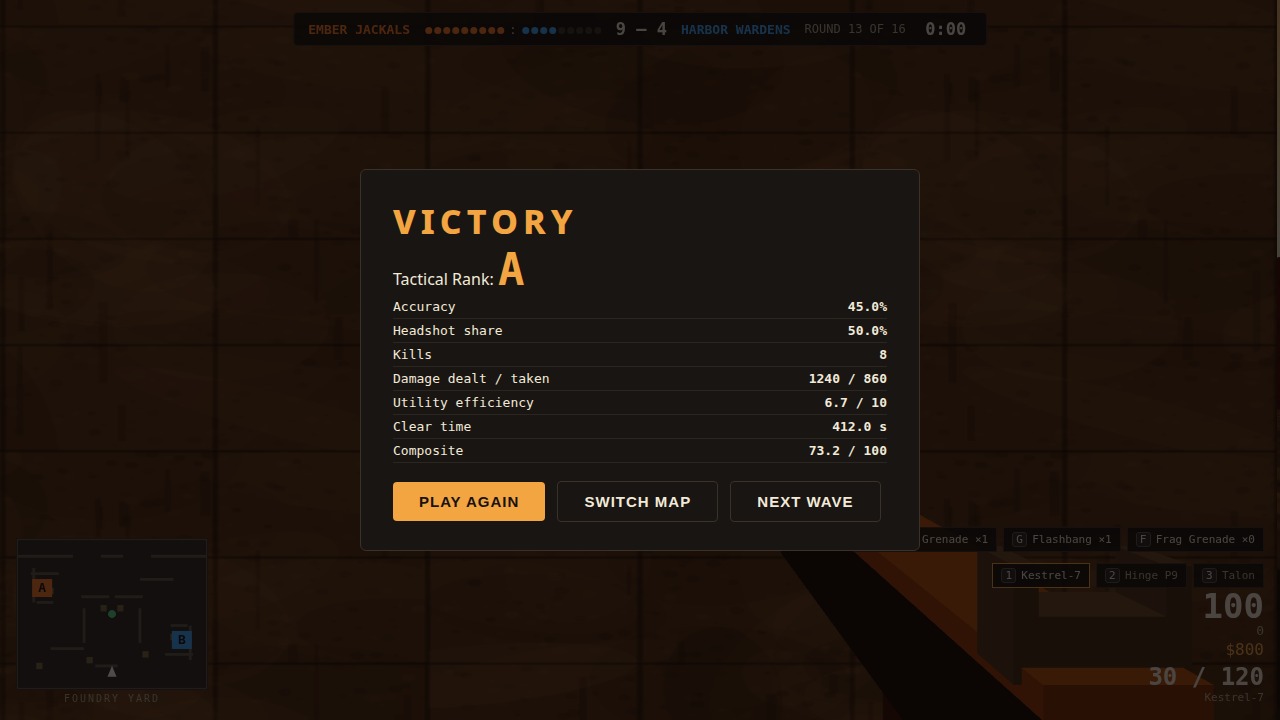 EMBER JACKALS : 9 — 4 HARBOR WARDENS ROUND 13 OF 16 0:00
VICTORY
Tactical Rank: A
Accuracy 45.0%
Headshot share 50.0%
Kills 8
Damage dealt / taken 1240 / 860
Utility efficiency 6.7 / 10
Clear time 412.0 s
Composite 73.2 / 100
PLAY AGAIN SWITCH MAP NEXT WAVE
Grenade ×1 G Flashbang ×1 F Frag Grenade ×0
1 Kestrel-7 2 Hinge P9 3 Talon
100
0
$800
30 / 120
Kestrel-7
A
B
FOUNDRY YARD